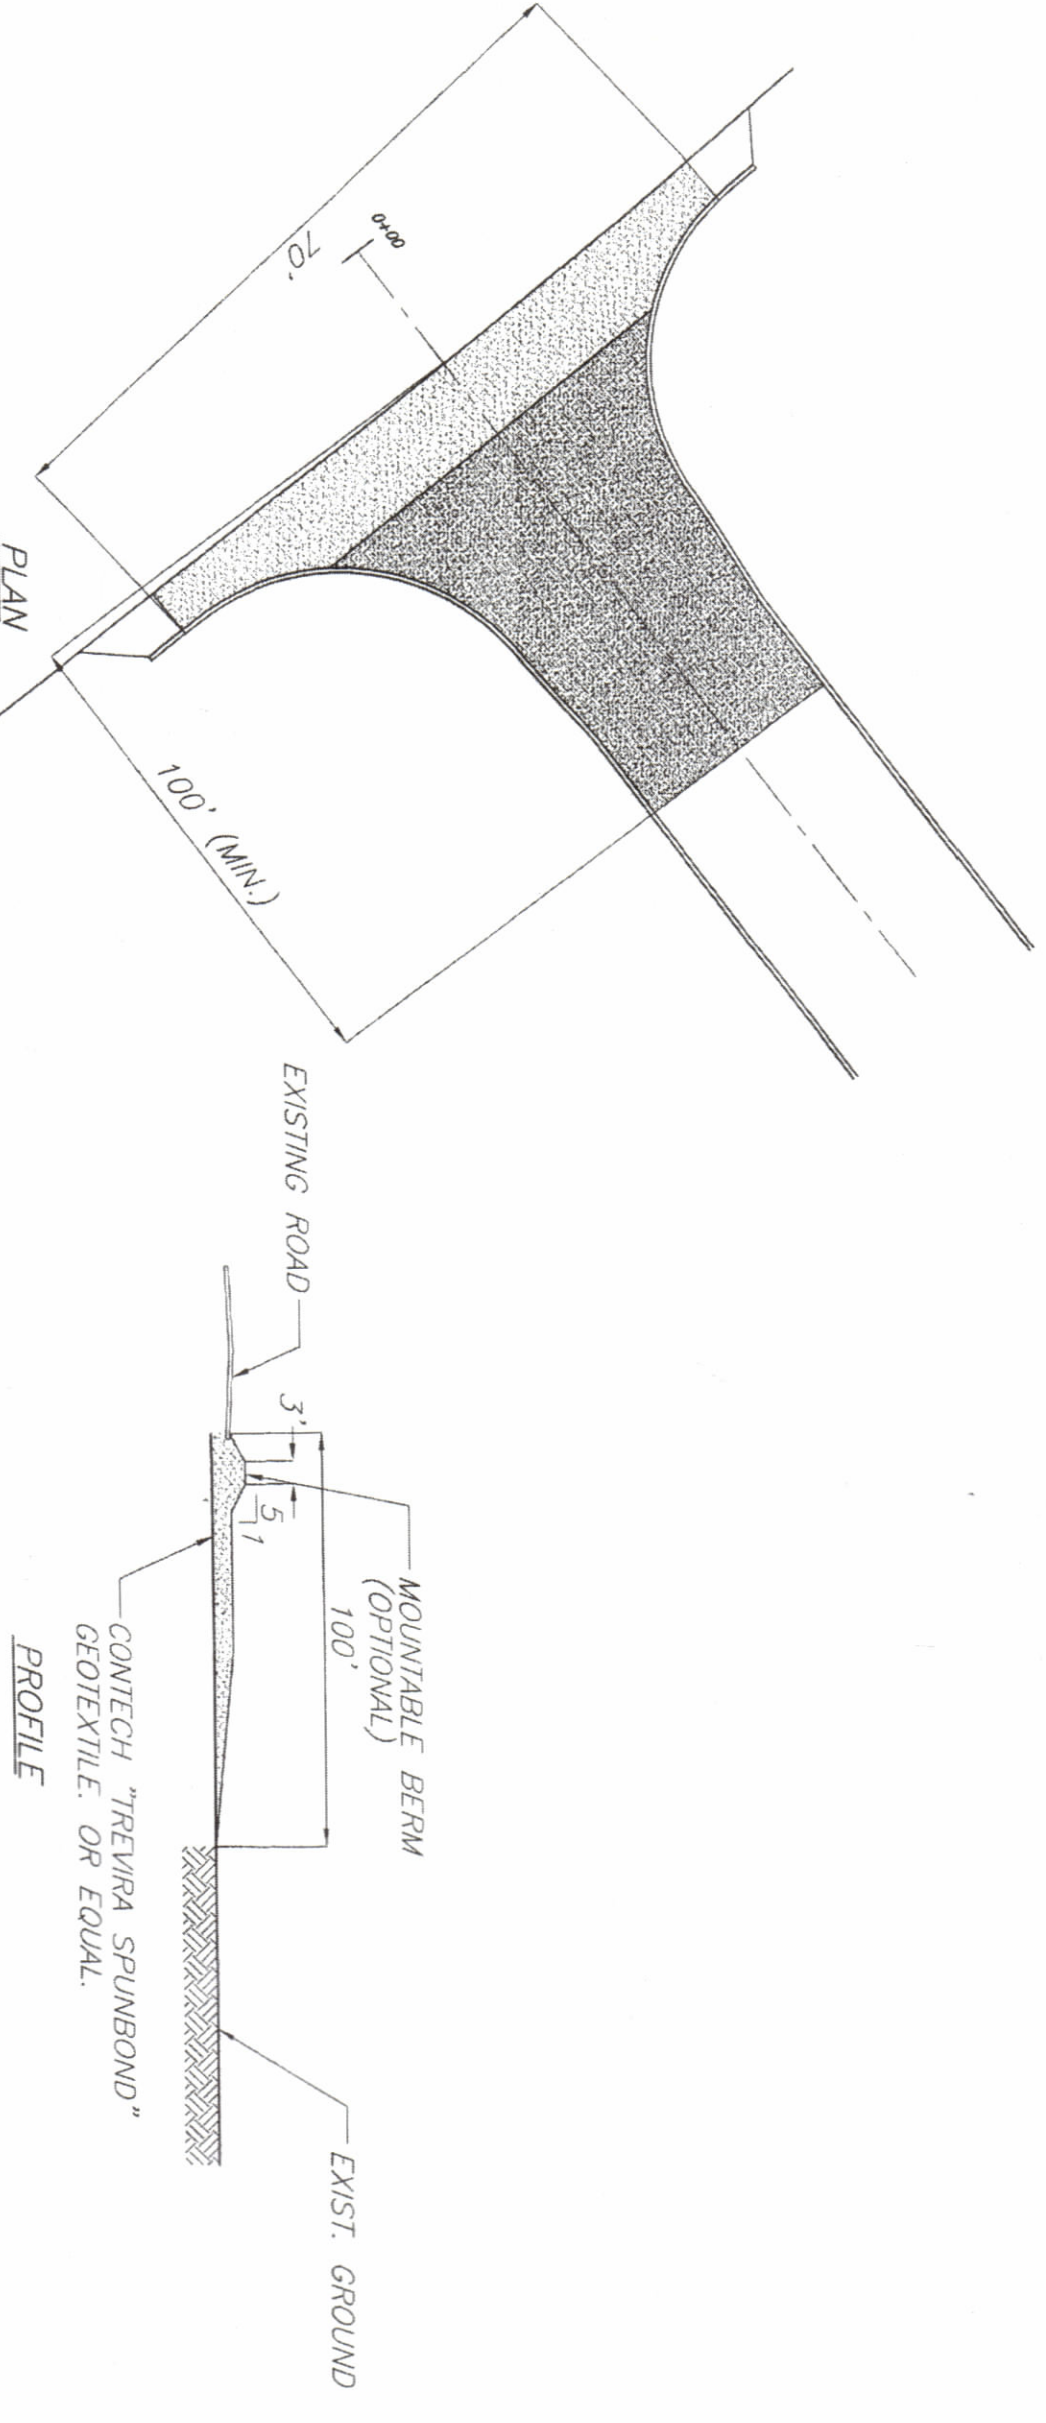 0+00
70'
100' (MIN.)
PLAN
EXISTING ROAD
3'
5
1
100'
MOUNTABLE BERM
(OPTIONAL)
CONTECH "TREVIRA SPUNBOND"
GEOTEXTILE. OR EQUAL.
EXIST. GROUND
PROFILE